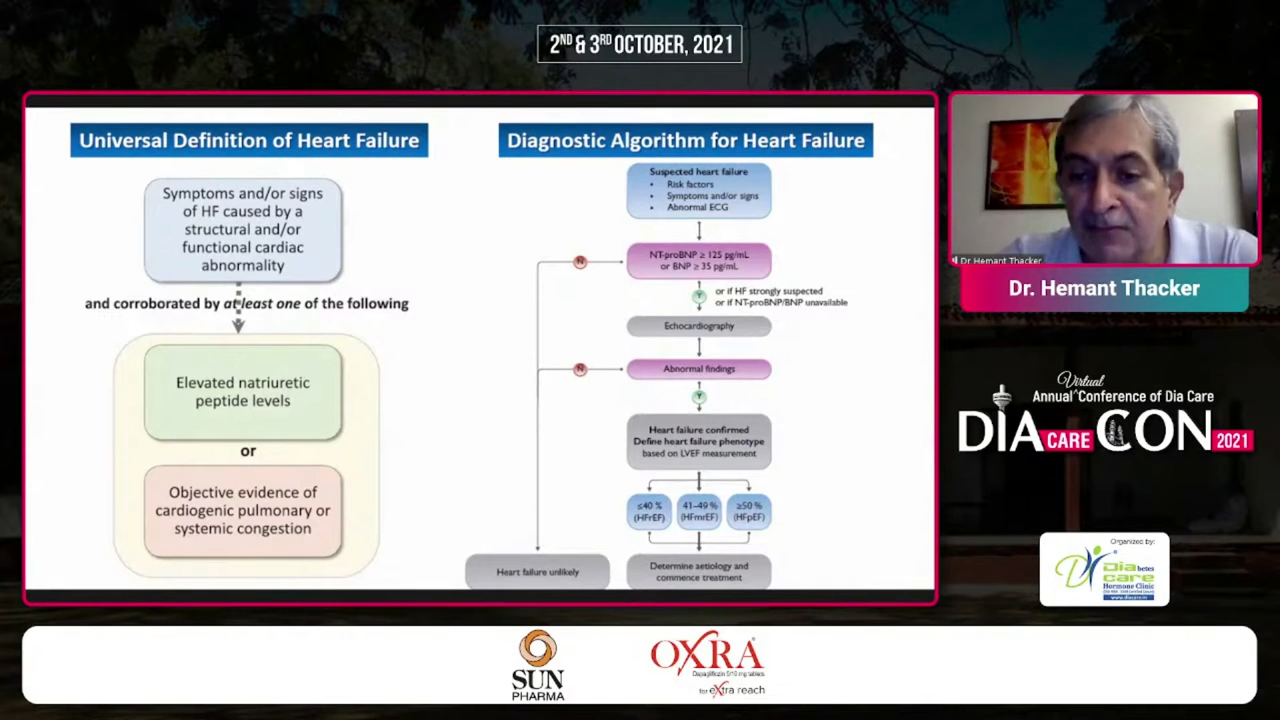 2ND & 3RD OCTOBER, 2021
Universal Definition of Heart Failure
Symptoms and/or signs
of HF caused by a
structural and/or
functional cardiac
abnormality
and corroborated by at least one of the following
Elevated natriuretic
peptide levels
or
Objective evidence of
cardiogenic pulmonary or
systemic congestion
Diagnostic Algorithm for Heart Failure
Suspected heart failure
• Risk factors
• Symptoms and/or signs
• Abnormal ECG
N
NT-proBNP ≥ 125 pg/mL
or BNP ≥ 35 pg/mL
Y
or if HF strongly suspected
or if NT-proBNP/BNP unavailable
Echocardiography
N
Abnormal findings
Y
Heart failure confirmed
Define heart failure phenotype
based on LVEF measurement
≤40 %
(HFrEF)
41–49 %
(HFmrEF)
≥50 %
(HFpEF)
Heart failure unlikely
Determine aetiology and
commence treatment
Dr Hemant Thacker
Dr. Hemant Thacker
Virtual
Annual ^ Conference of Dia Care
DIA CARE CON 2021
Organized by:
Diabetes
care
Hormone Clinic
www.diacare.in
SUN
PHARMA
OXRA
Dapagliflozin 5/10 mg tablets
for eXtra reach